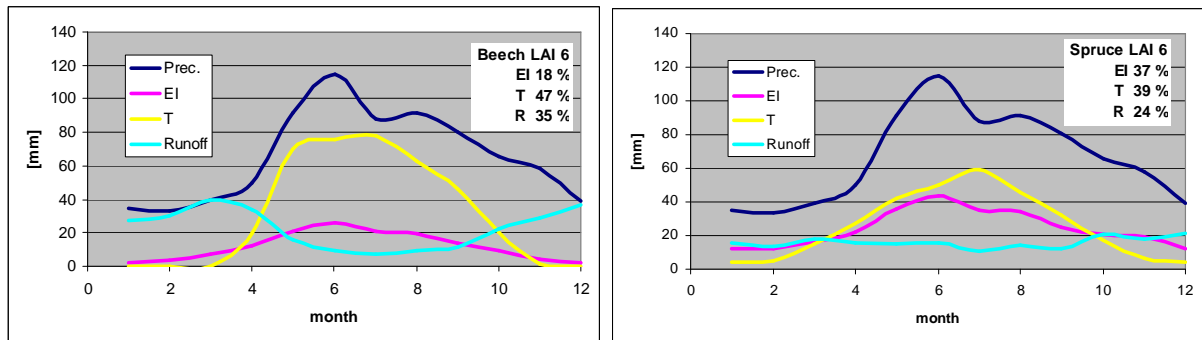 140
120
100
80
60
40
20
0
[mm]
0 2 4 6 8 10 12
month
Prec.
EI
T
Runoff
Beech LAI 6
EI 18 %
T 47 %
R 35 %
140
120
100
80
60
40
20
0
[mm]
0 2 4 6 8 10 12
month
Prec.
EI
T
Runoff
Spruce LAI 6
EI 37 %
T 39 %
R 24 %